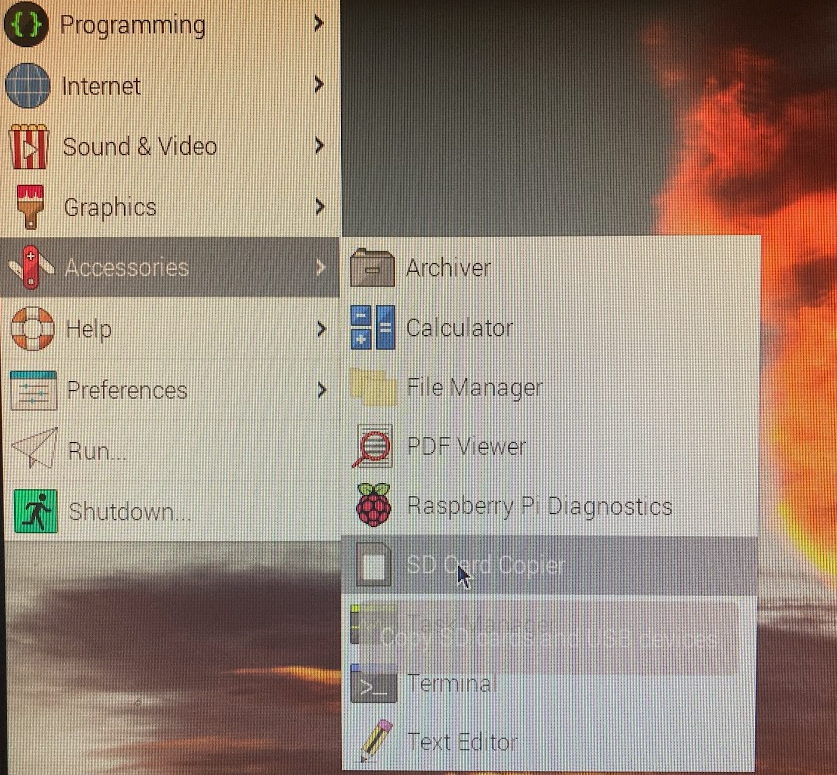 Programming
Internet
Sound & Video
Graphics
Accessories
Help
Preferences
Run...
Shutdown...
Archiver
Calculator
File Manager
PDF Viewer
Raspberry Pi Diagnostics
SD Card Copier
Task Manager
Copy SD cards and USB devices
Terminal
Text Editor